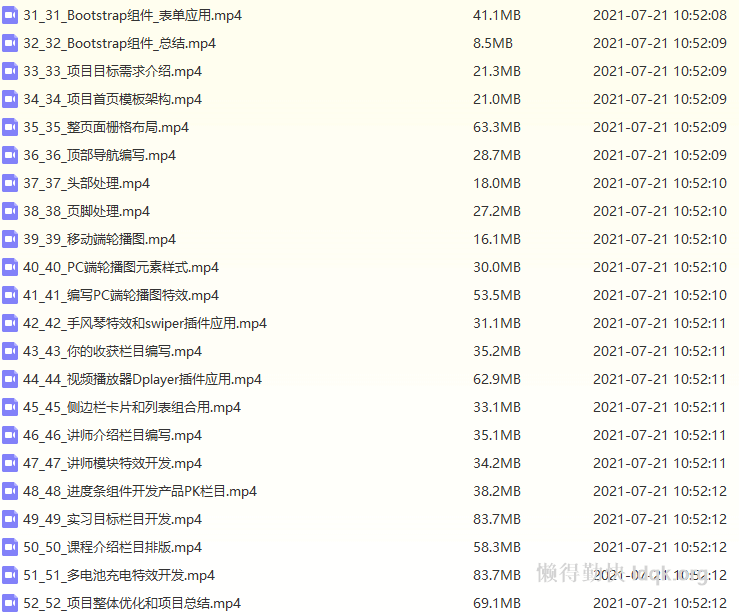 31_31_Bootstrap组件_表单应用.mp4 41.1MB 2021-07-21 10:52:08
32_32_Bootstrap组件_总结.mp4 8.5MB 2021-07-21 10:52:09
33_33_项目目标需求介绍.mp4 21.3MB 2021-07-21 10:52:09
34_34_项目首页模板架构.mp4 21.0MB 2021-07-21 10:52:09
35_35_整页面栅格布局.mp4 63.3MB 2021-07-21 10:52:09
36_36_顶部导航编写.mp4 28.7MB 2021-07-21 10:52:09
37_37_头部处理.mp4 18.0MB 2021-07-21 10:52:10
38_38_页脚处理.mp4 27.2MB 2021-07-21 10:52:10
39_39_移动端轮播图.mp4 16.1MB 2021-07-21 10:52:10
40_40_PC端轮播图元素样式.mp4 30.0MB 2021-07-21 10:52:10
41_41_编写PC端轮播图特效.mp4 53.5MB 2021-07-21 10:52:10
42_42_手风琴特效和swiper插件应用.mp4 31.1MB 2021-07-21 10:52:11
43_43_你的收获栏目编写.mp4 35.2MB 2021-07-21 10:52:11
44_44_视频播放器Dplayer插件应用.mp4 62.9MB 2021-07-21 10:52:11
45_45_侧边栏卡片和列表组合用.mp4 33.1MB 2021-07-21 10:52:11
46_46_讲师介绍栏目编写.mp4 35.1MB 2021-07-21 10:52:11
47_47_讲师模块特效开发.mp4 34.2MB 2021-07-21 10:52:11
48_48_进度条组件开发产品PK栏目.mp4 38.2MB 2021-07-21 10:52:12
49_49_实习目标栏目开发.mp4 83.7MB 2021-07-21 10:52:12
50_50_课程介绍栏目排版.mp4 58.3MB 2021-07-21 10:52:12
51_51_多电池充电特效开发.mp4 83.7MB 2021-07-21 10:52:12
懒得勤快 ldqk.org
52_52_项目整体优化和项目总结.mp4 69.1MB 2021-07-21 10:52:12